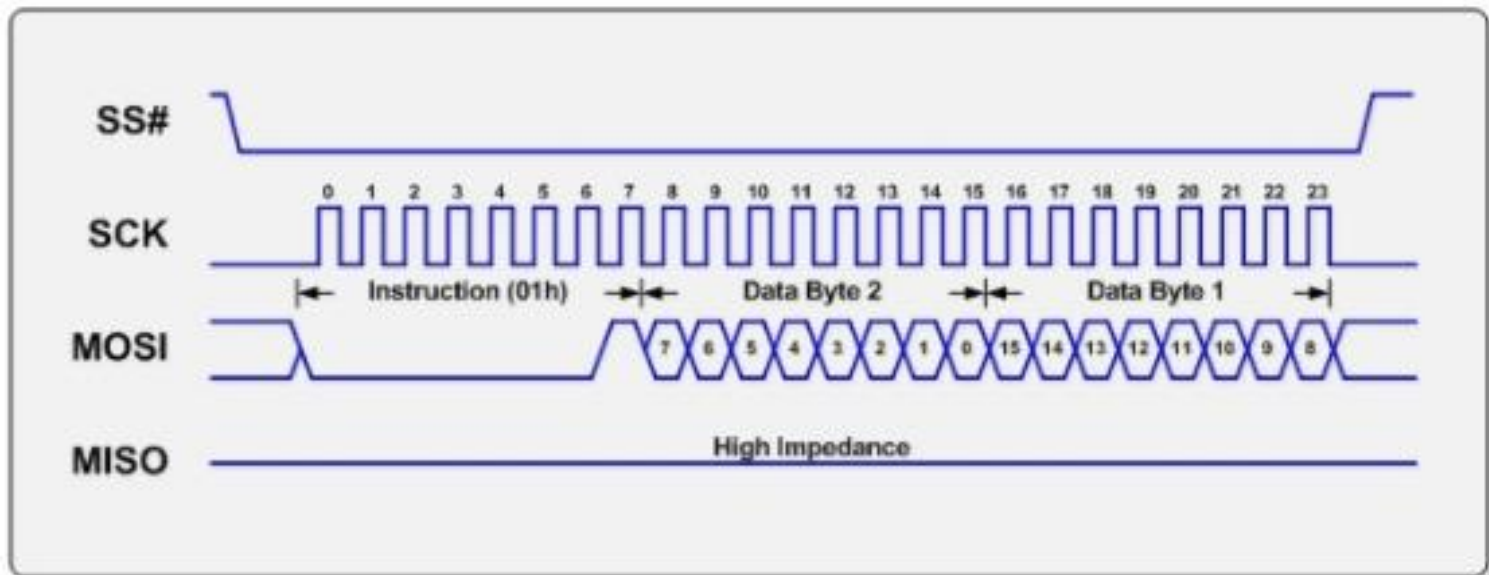 SS#
0 1 2 3 4 5 6 7 8 9 10 11 12 13 14 15 16 17 18 19 20 21 22 23
SCK
Instruction (01h) Data Byte 2 Data Byte 1
MOSI 7 6 5 4 3 2 1 0 15 14 13 12 11 10 9 8
High Impedance
MISO